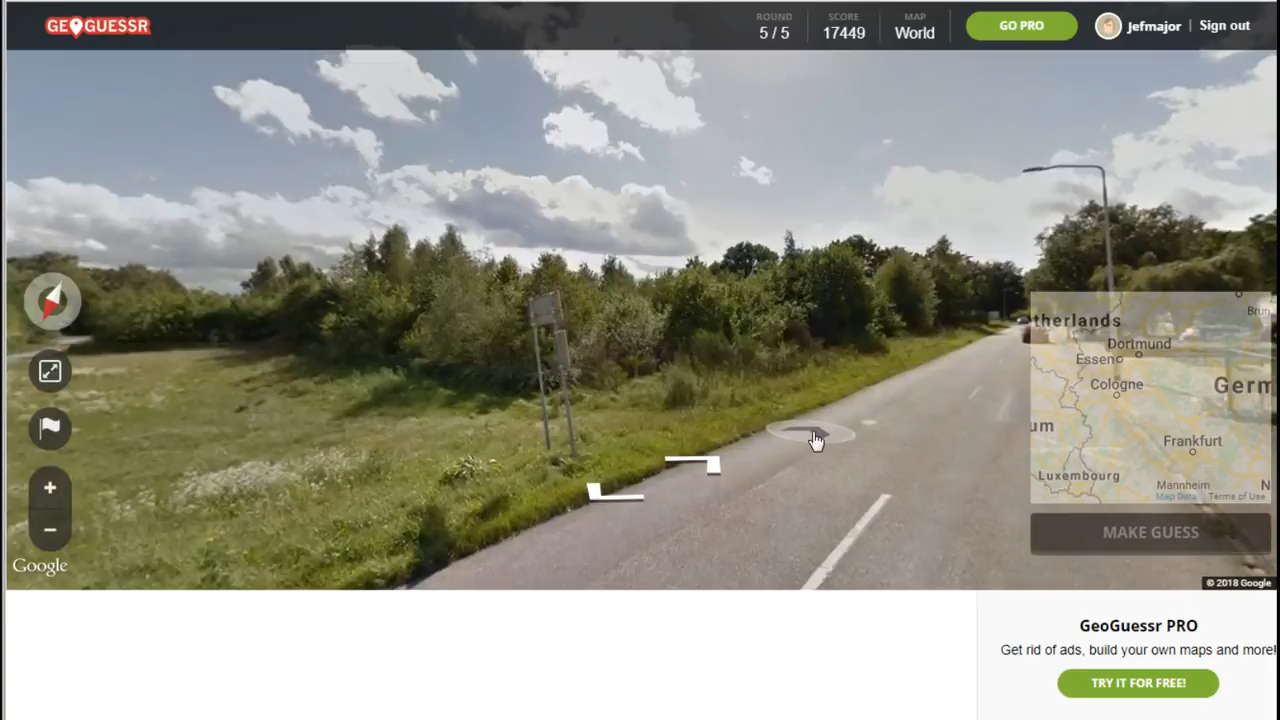 GEOGUESSR
ROUND
5 / 5
SCORE
17449
MAP
World
GO PRO
Jefmajor
Sign out
therlands
Brun
Dortmund
Essen
Cologne
Germ
um
Frankfurt
Luxembourg
Mannheim
N
Map Data
Terms of Use
MAKE GUESS
Google
© 2018 Google
GeoGuessr PRO
Get rid of ads, build your own maps and more!
TRY IT FOR FREE!